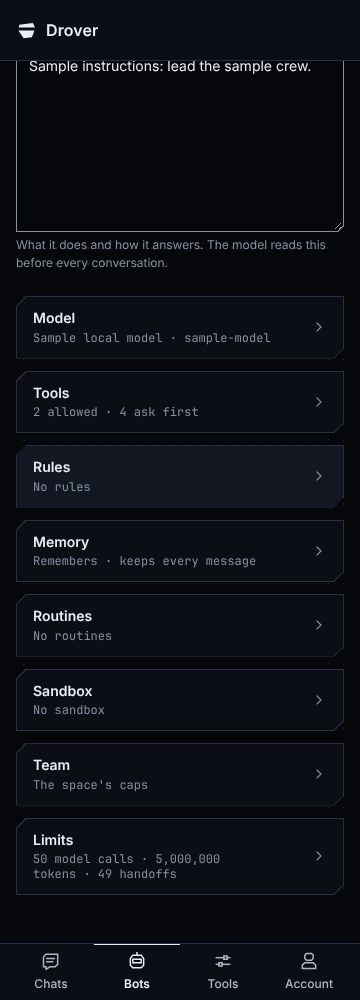 Drover
Sample instructions: lead the sample crew.
What it does and how it answers. The model reads this
before every conversation.
Model
Sample local model · sample-model
Tools
2 allowed · 4 ask first
Rules
No rules
Memory
Remembers · keeps every message
Routines
No routines
Sandbox
No sandbox
Team
The space's caps
Limits
50 model calls · 5,000,000
tokens · 49 handoffs
Chats
Bots
Tools
Account